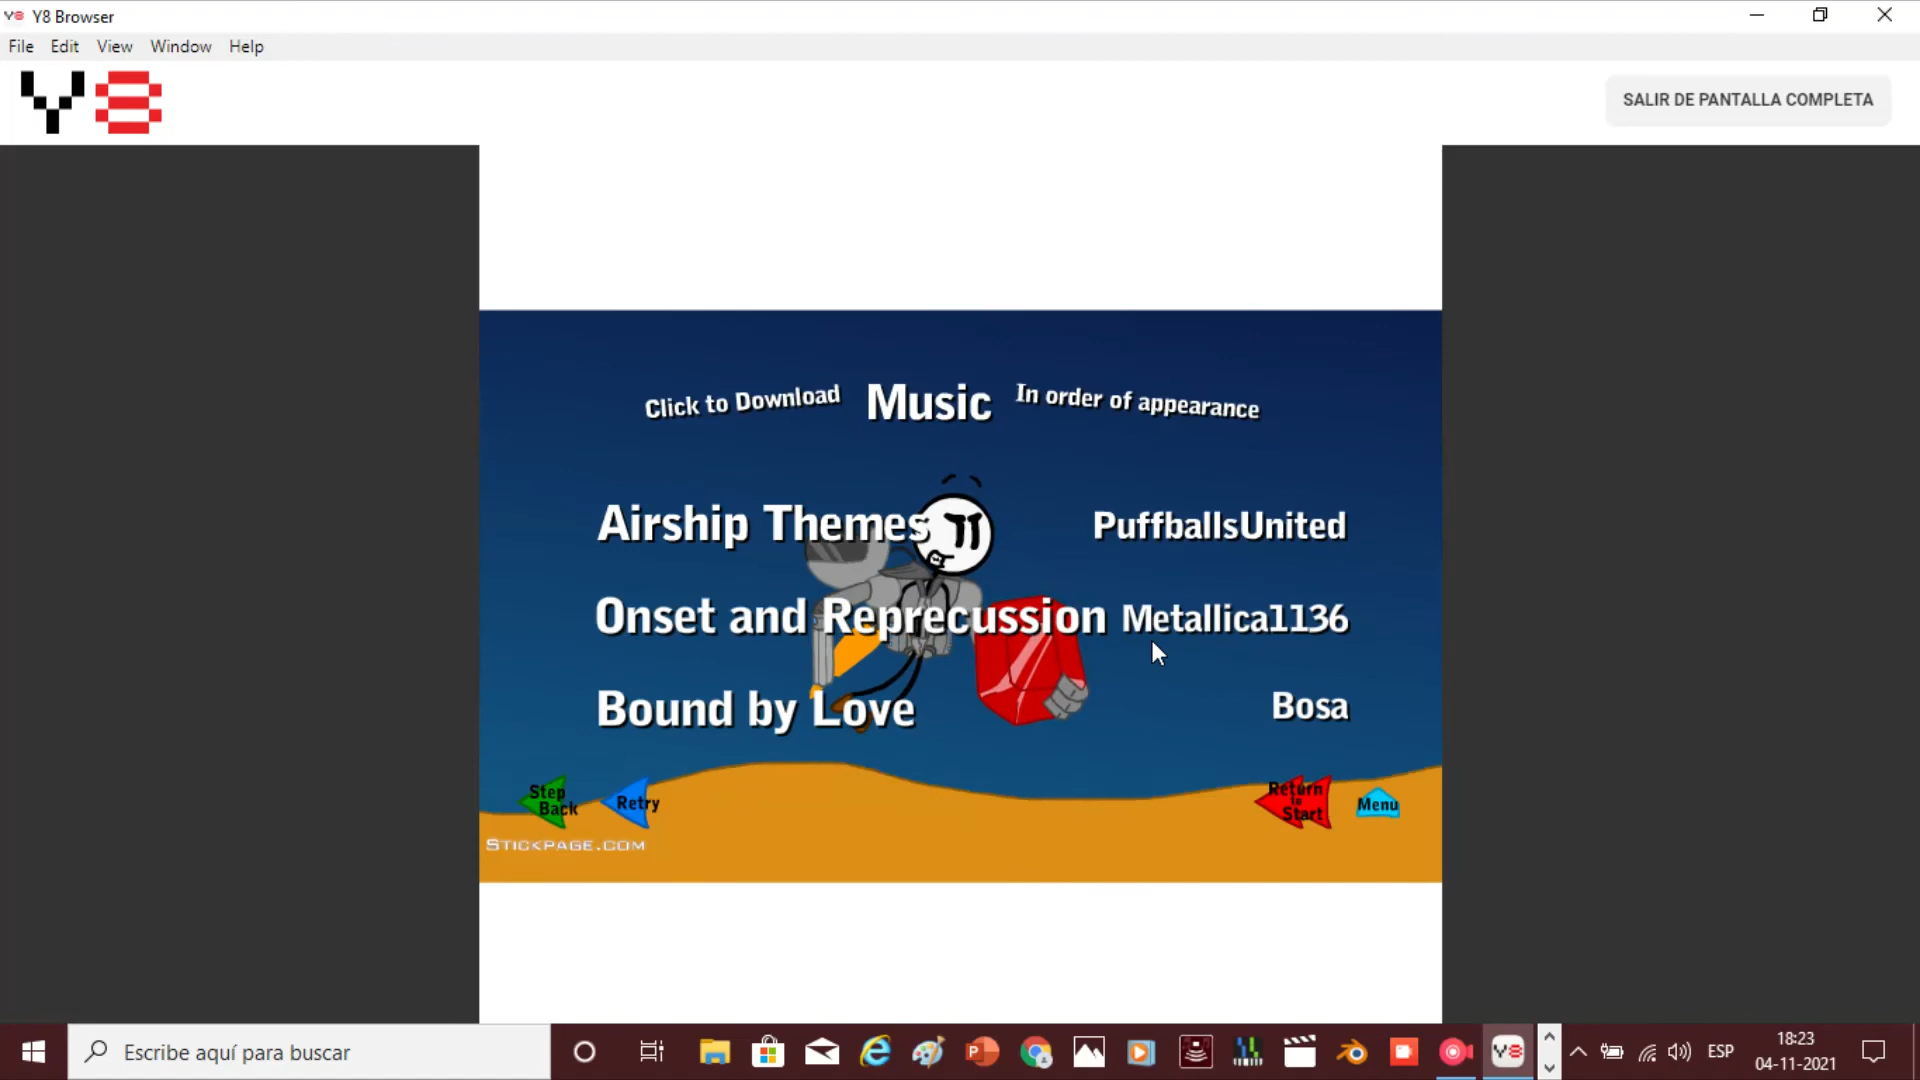 Y8 Browser
File Edit View Window Help
Y8
SALIR DE PANTALLA COMPLETA
Click to Download Music In order of appearance
Airship Themes PuffballsUnited
Onset and Reprecussion Metallica1136
Bound by Love Bosa
Step Back
Retry
Return to Start
Menu
STICKPAGE.COM
Escribe aquí para buscar
ESP
18:23
04-11-2021